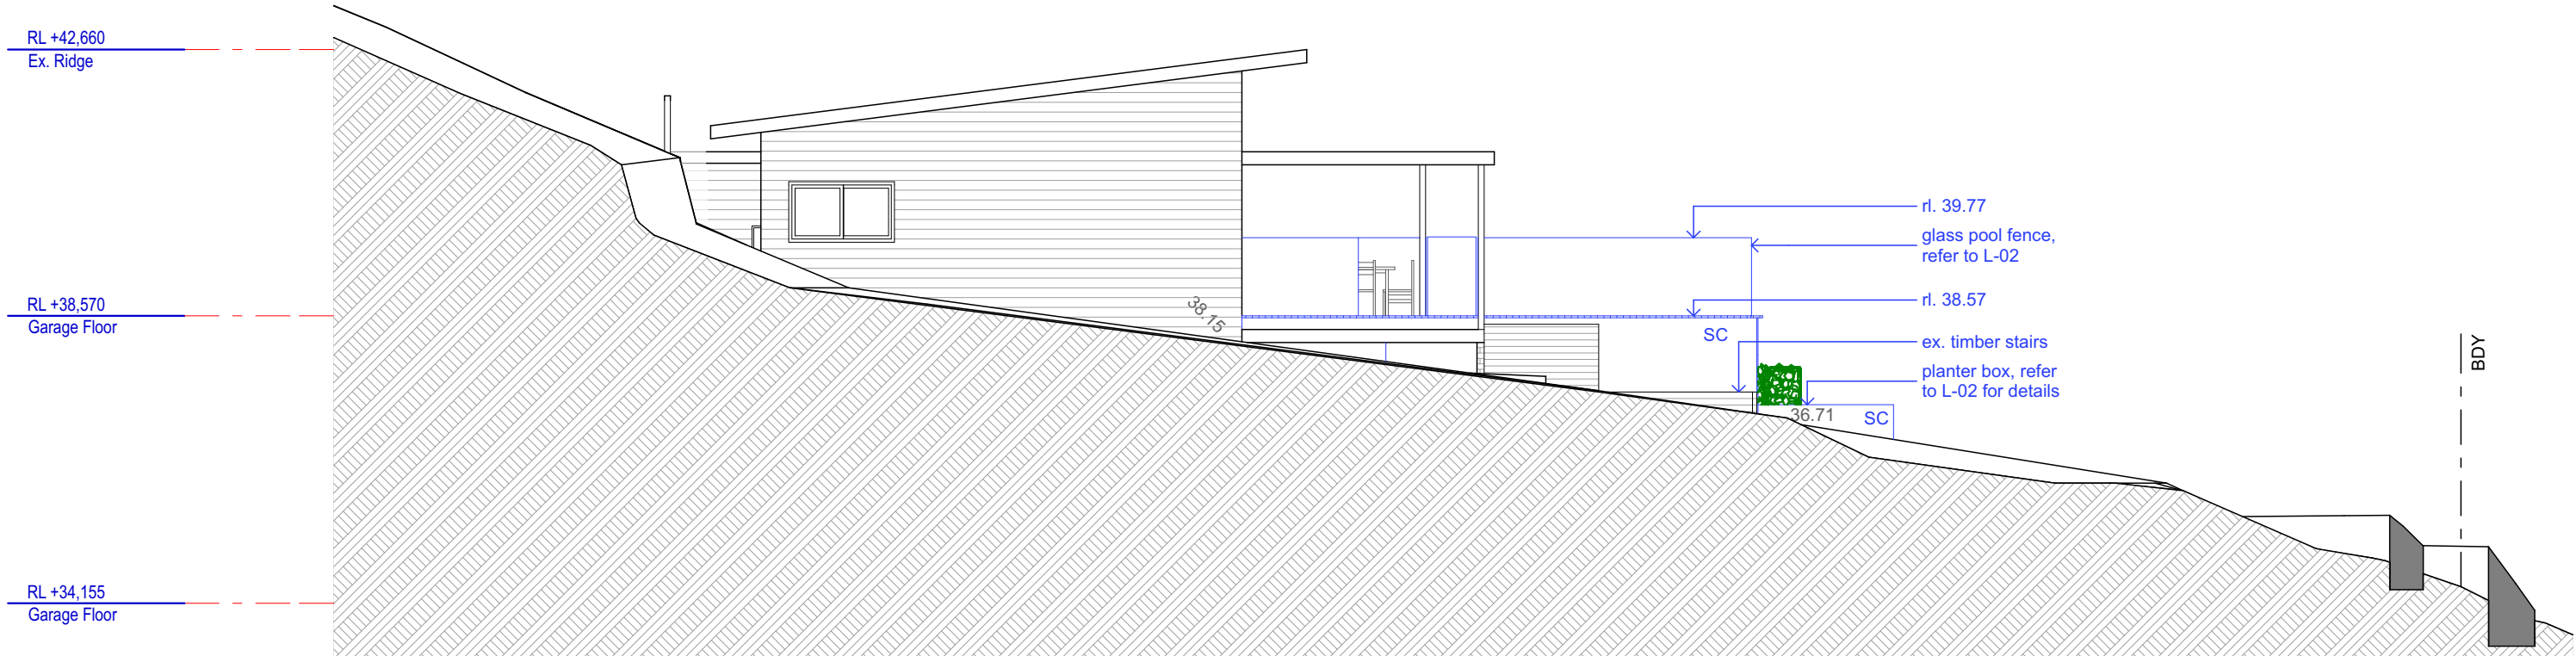 RL +42,660
Ex. Ridge
rl. 39.77
glass pool fence,
refer to L-02
RL +38,570
Garage Floor
38.15
rl. 38.57
SC
ex. timber stairs
planter box, refer
to L-02 for details
36.71
SC
BDY
RL +34,155
Garage Floor